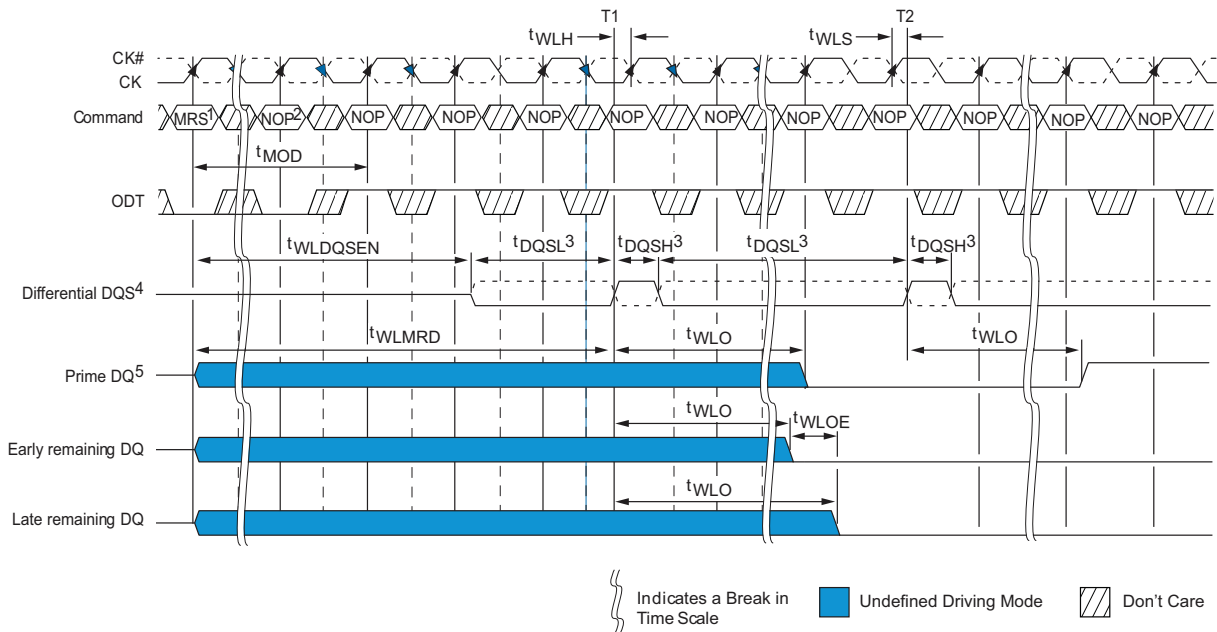 T1 T2
tWLH tWLS
CK#
CK
Command MRS1 NOP2 NOP NOP NOP NOP NOP NOP NOP NOP NOP NOP
tMOD
ODT
tWLDQSEN tDQSL3 tDQSH3 tDQSL3 tDQSH3
Differential DQS4
tWLMRD tWLO tWLO
Prime DQ5
tWLO tWLOE
Early remaining DQ
tWLO
Late remaining DQ
Indicates a Break in
Time Scale
Undefined Driving Mode
Don't Care